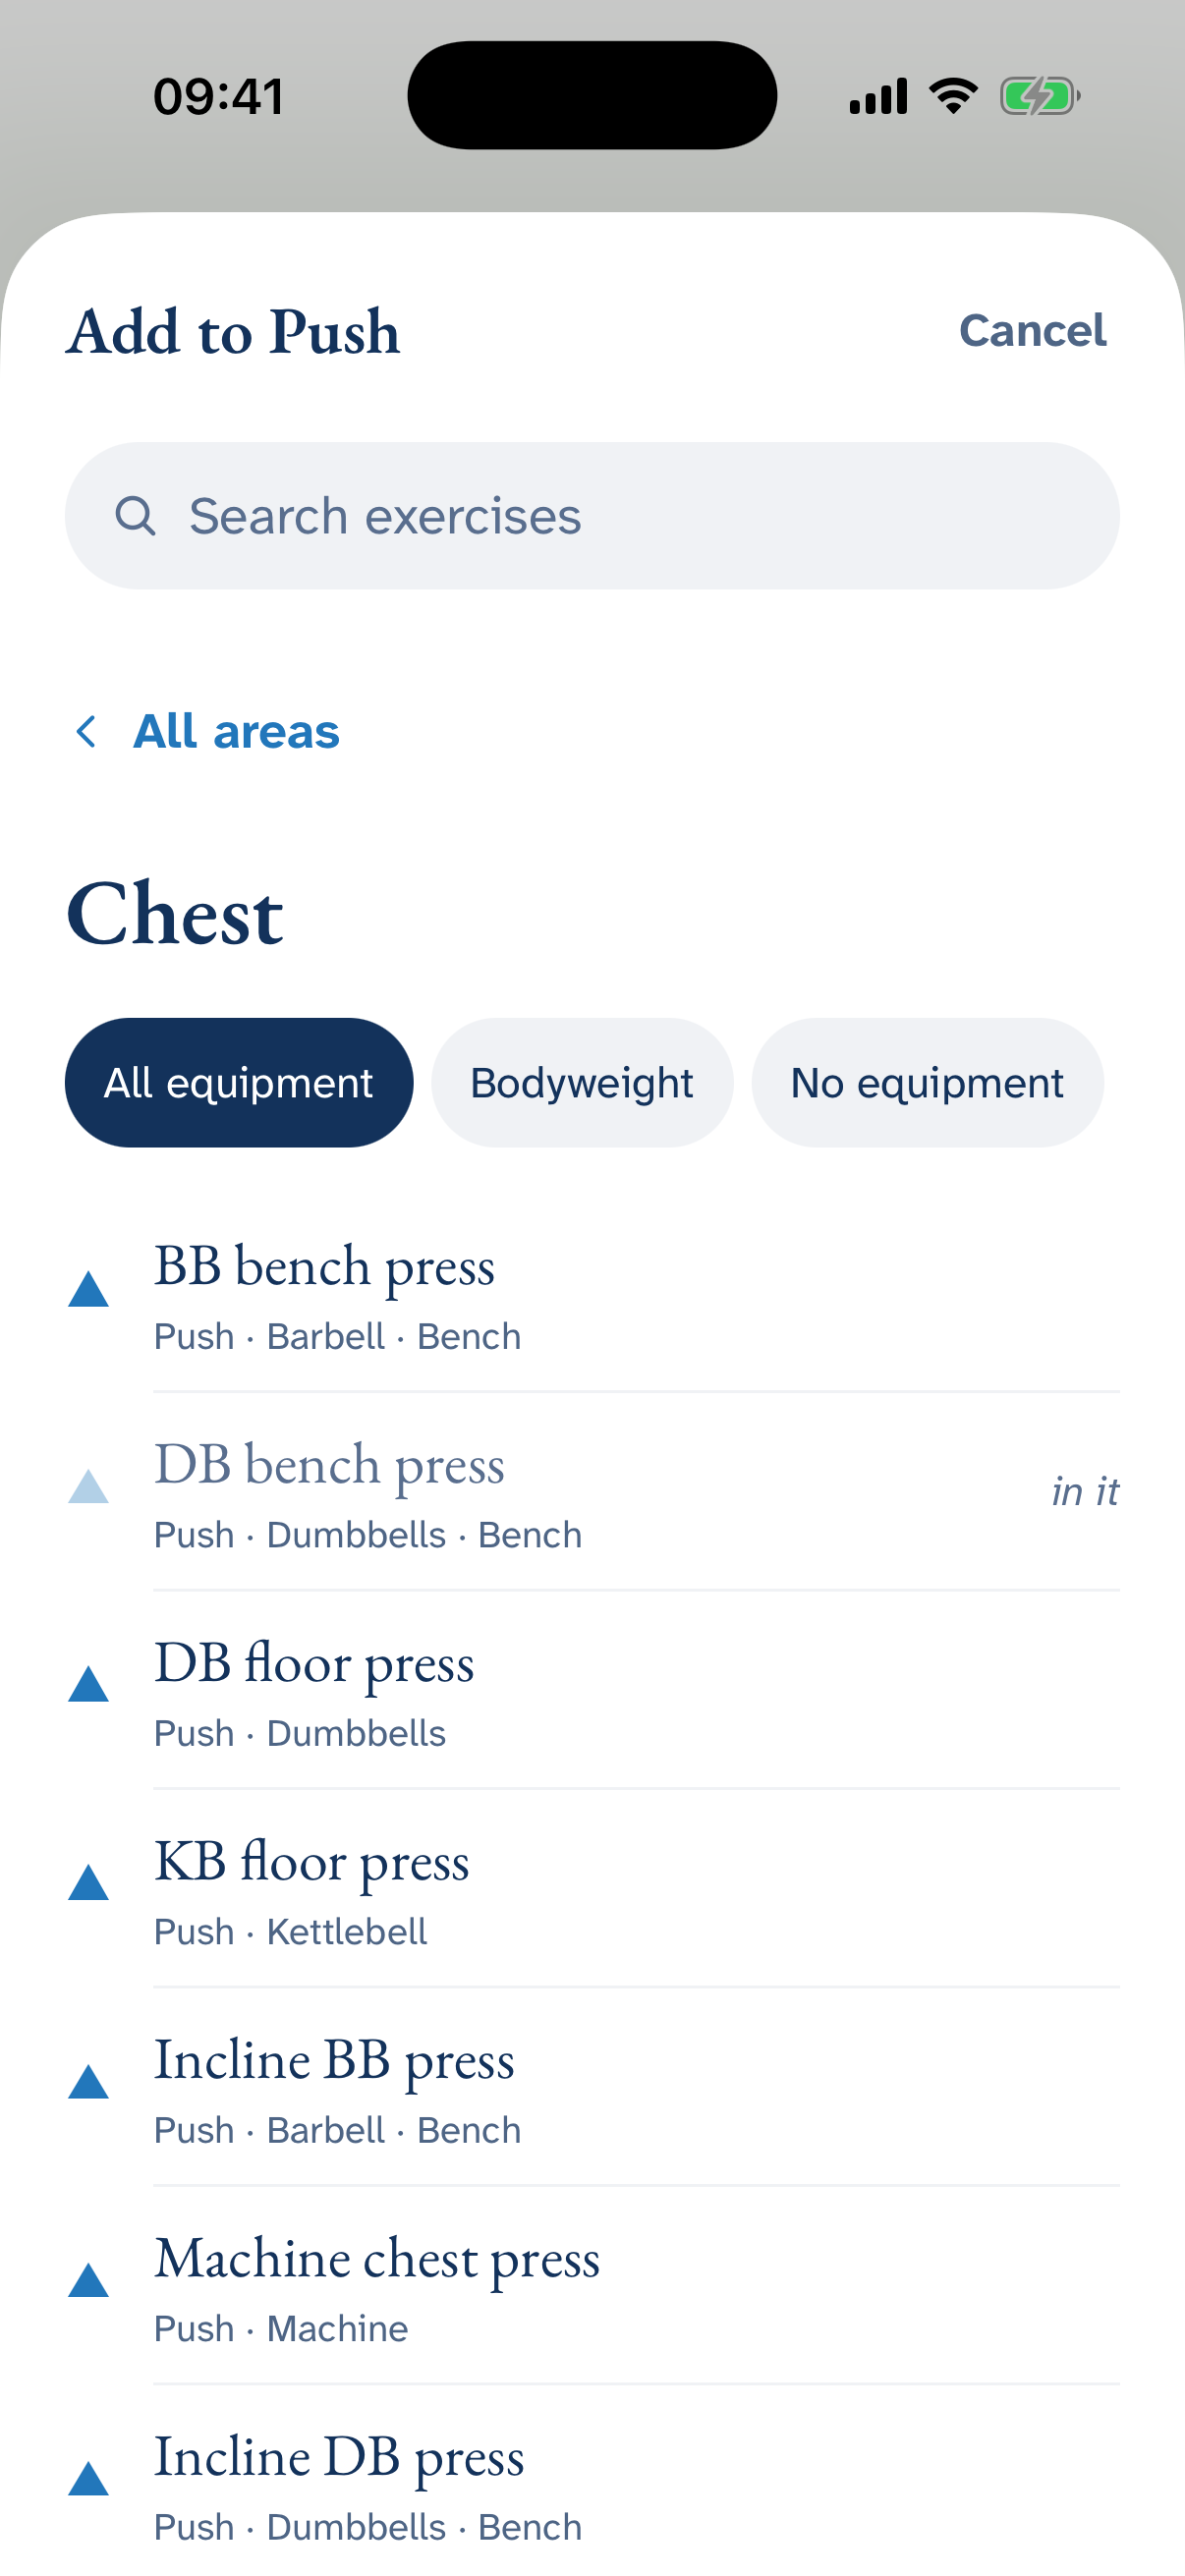 09:41
Add to Push
Cancel
Search exercises
All areas
Chest
All equipment
Bodyweight
No equipment
BB bench press
Push · Barbell · Bench
DB bench press
in it
Push · Dumbbells · Bench
DB floor press
Push · Dumbbells
KB floor press
Push · Kettlebell
Incline BB press
Push · Barbell · Bench
Machine chest press
Push · Machine
Incline DB press
Push · Dumbbells · Bench